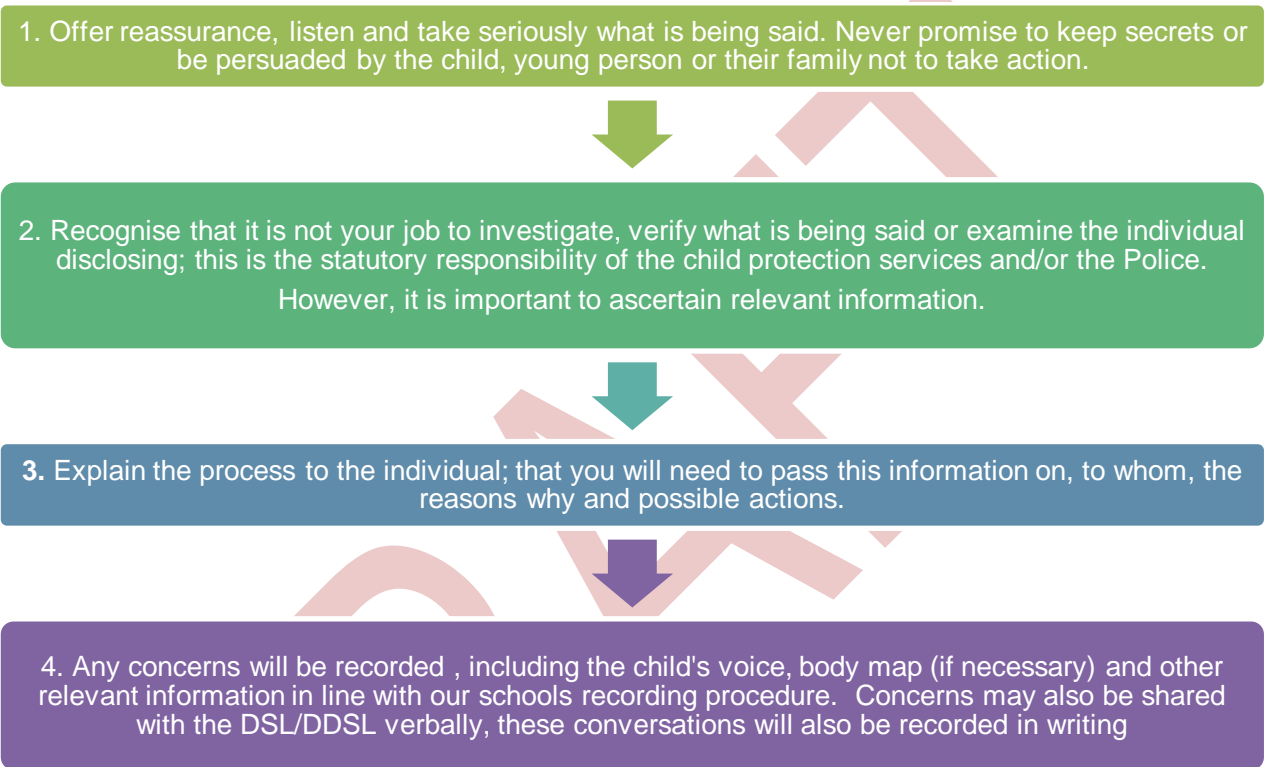 1. Offer reassurance, listen and take seriously what is being said. Never promise to keep secrets or
be persuaded by the child, young person or their family not to take action.
2. Recognise that it is not your job to investigate, verify what is being said or examine the individual
disclosing; this is the statutory responsibility of the child protection services and/or the Police.
However, it is important to ascertain relevant information.
3. Explain the process to the individual; that you will need to pass this information on, to whom, the
reasons why and possible actions.
4. Any concerns will be recorded , including the child's voice, body map (if necessary) and other
relevant information in line with our schools recording procedure. Concerns may also be shared
with the DSL/DDSL verbally, these conversations will also be recorded in writing